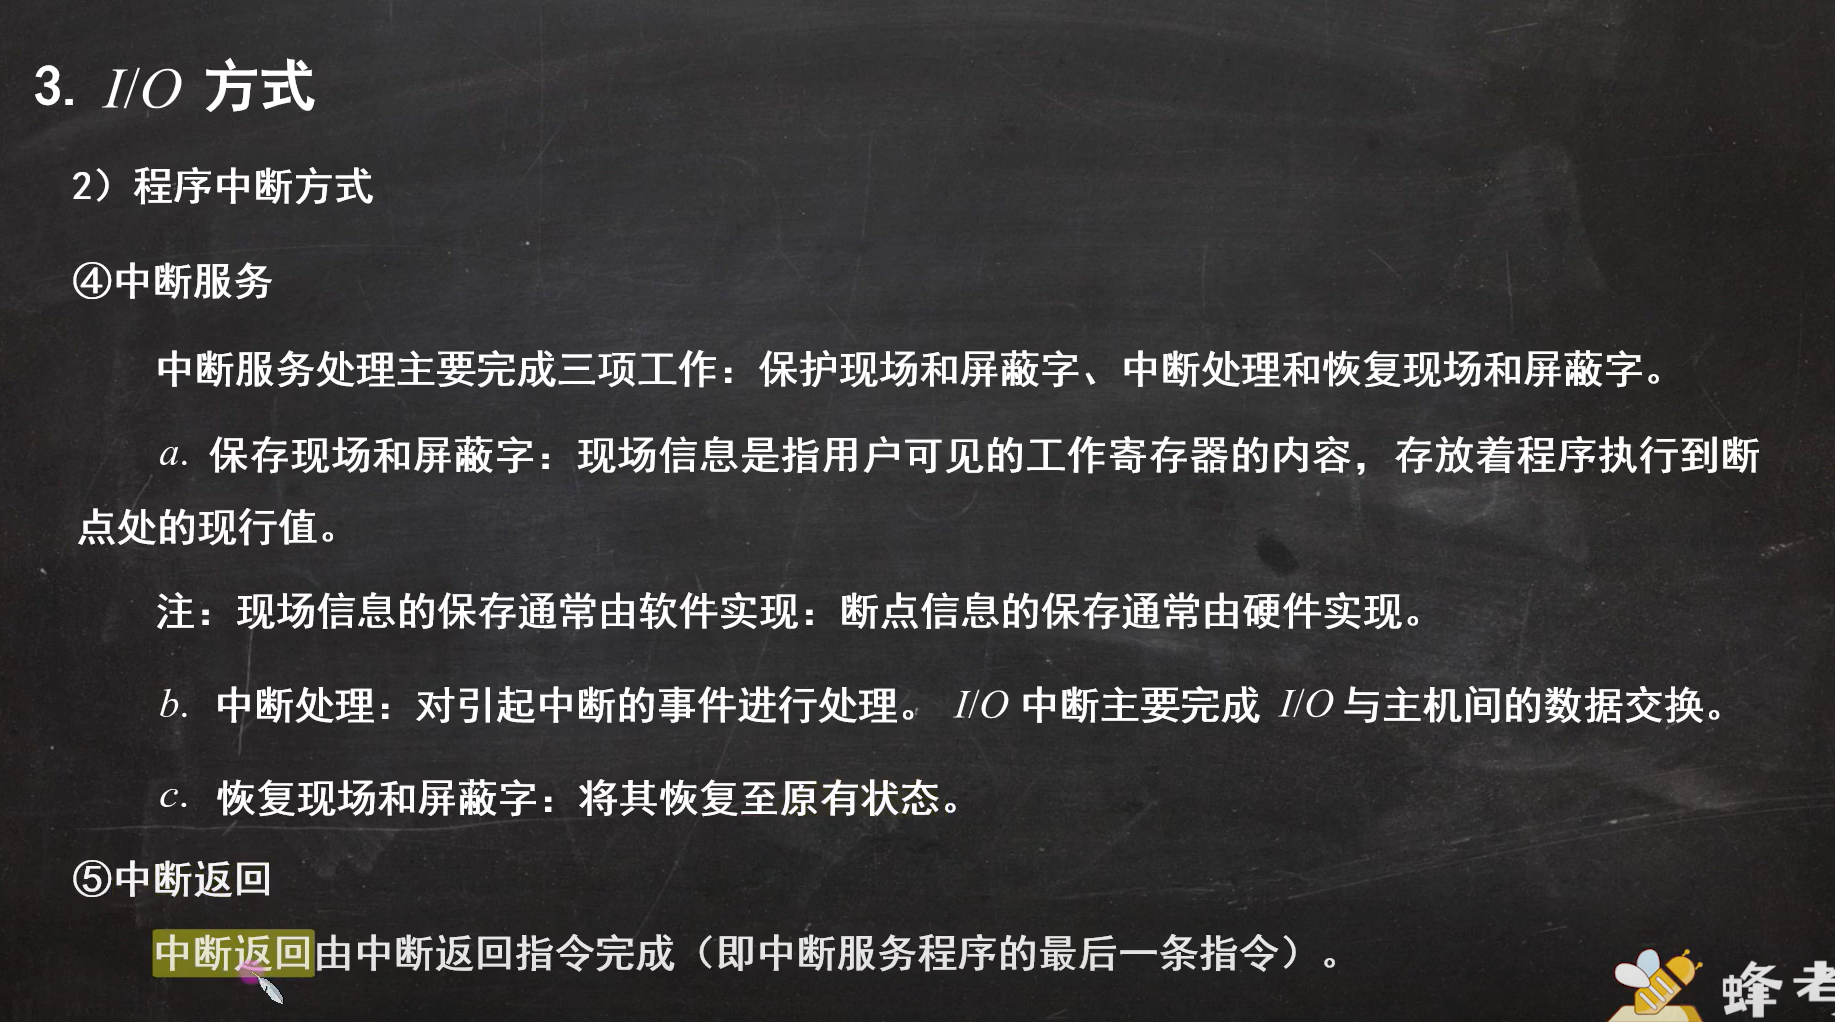 3. I/O 方式
2）程序中断方式
④中断服务
中断服务处理主要完成三项工作：保护现场和屏蔽字、中断处理和恢复现场和屏蔽字。
a. 保存现场和屏蔽字：现场信息是指用户可见的工作寄存器的内容，存放着程序执行到断
点处的现行值。
注：现场信息的保存通常由软件实现：断点信息的保存通常由硬件实现。
b. 中断处理：对引起中断的事件进行处理。 I/O 中断主要完成 I/O 与主机间的数据交换。
c. 恢复现场和屏蔽字：将其恢复至原有状态。
⑤中断返回
中断返回由中断返回指令完成（即中断服务程序的最后一条指令）。
蜂考